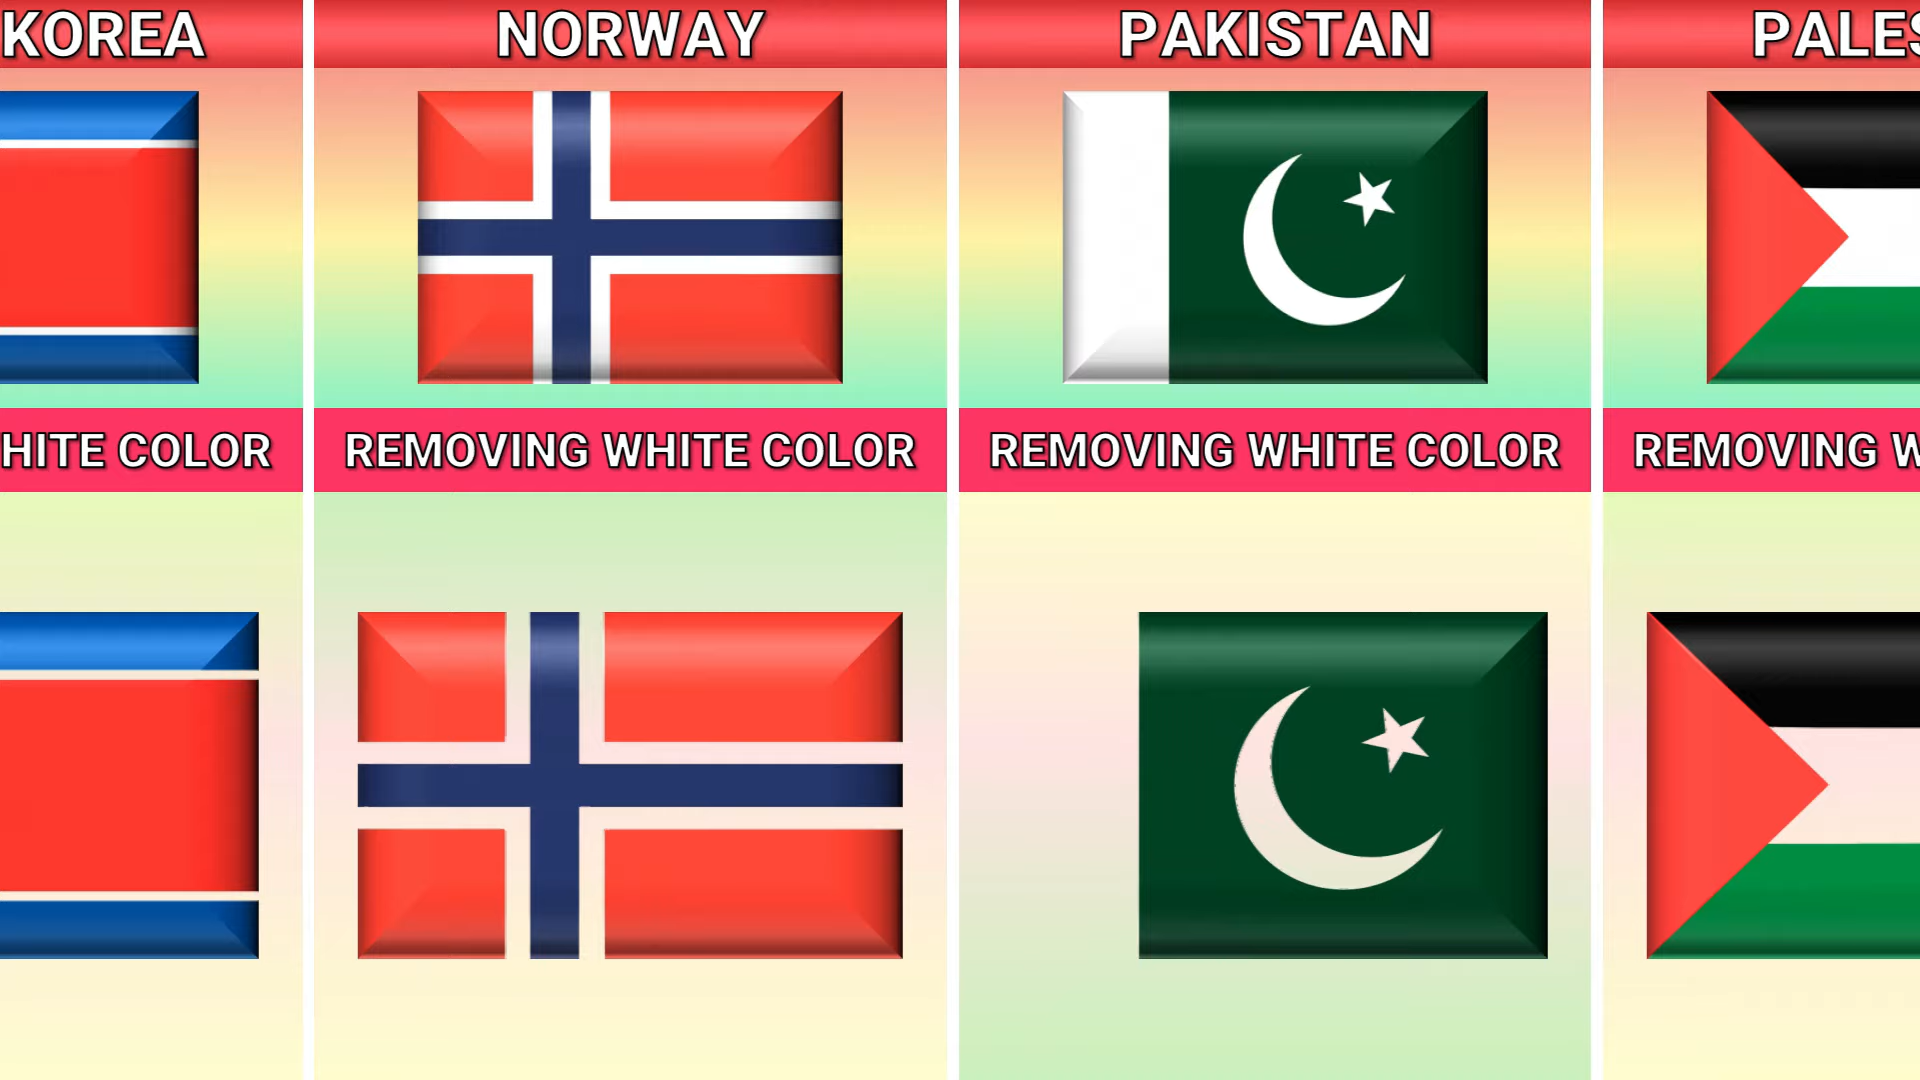 KOREA
NORWAY
PAKISTAN
PALES
HITE COLOR
REMOVING WHITE COLOR
REMOVING WHITE COLOR
REMOVING W